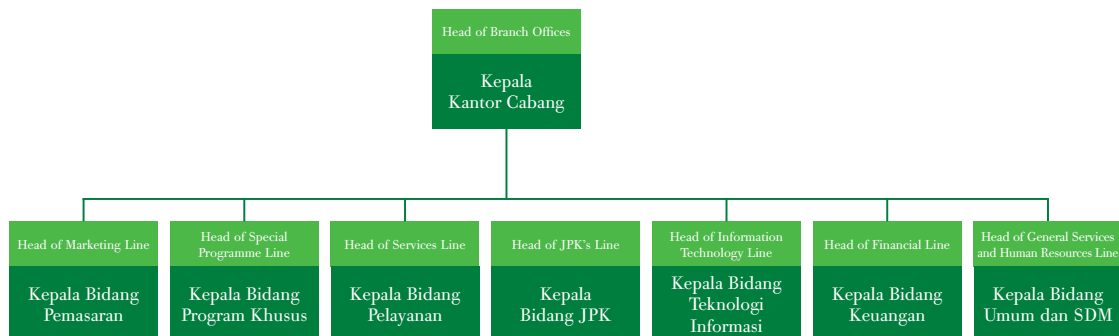 Head of Branch Offices
Kepala
Kantor Cabang
Head of Marketing Line
Kepala Bidang
Pemasaran
Head of Special
Programme Line
Kepala Bidang
Program Khusus
Head of Services Line
Kepala Bidang
Pelayanan
Head of JPK's Line
Kepala
Bidang JPK
Head of Information
Technology Line
Kepala Bidang
Teknologi
Informasi
Head of Financial Line
Kepala Bidang
Keuangan
Head of General Services
and Human Resources Line
Kepala Bidang
Umum dan SDM